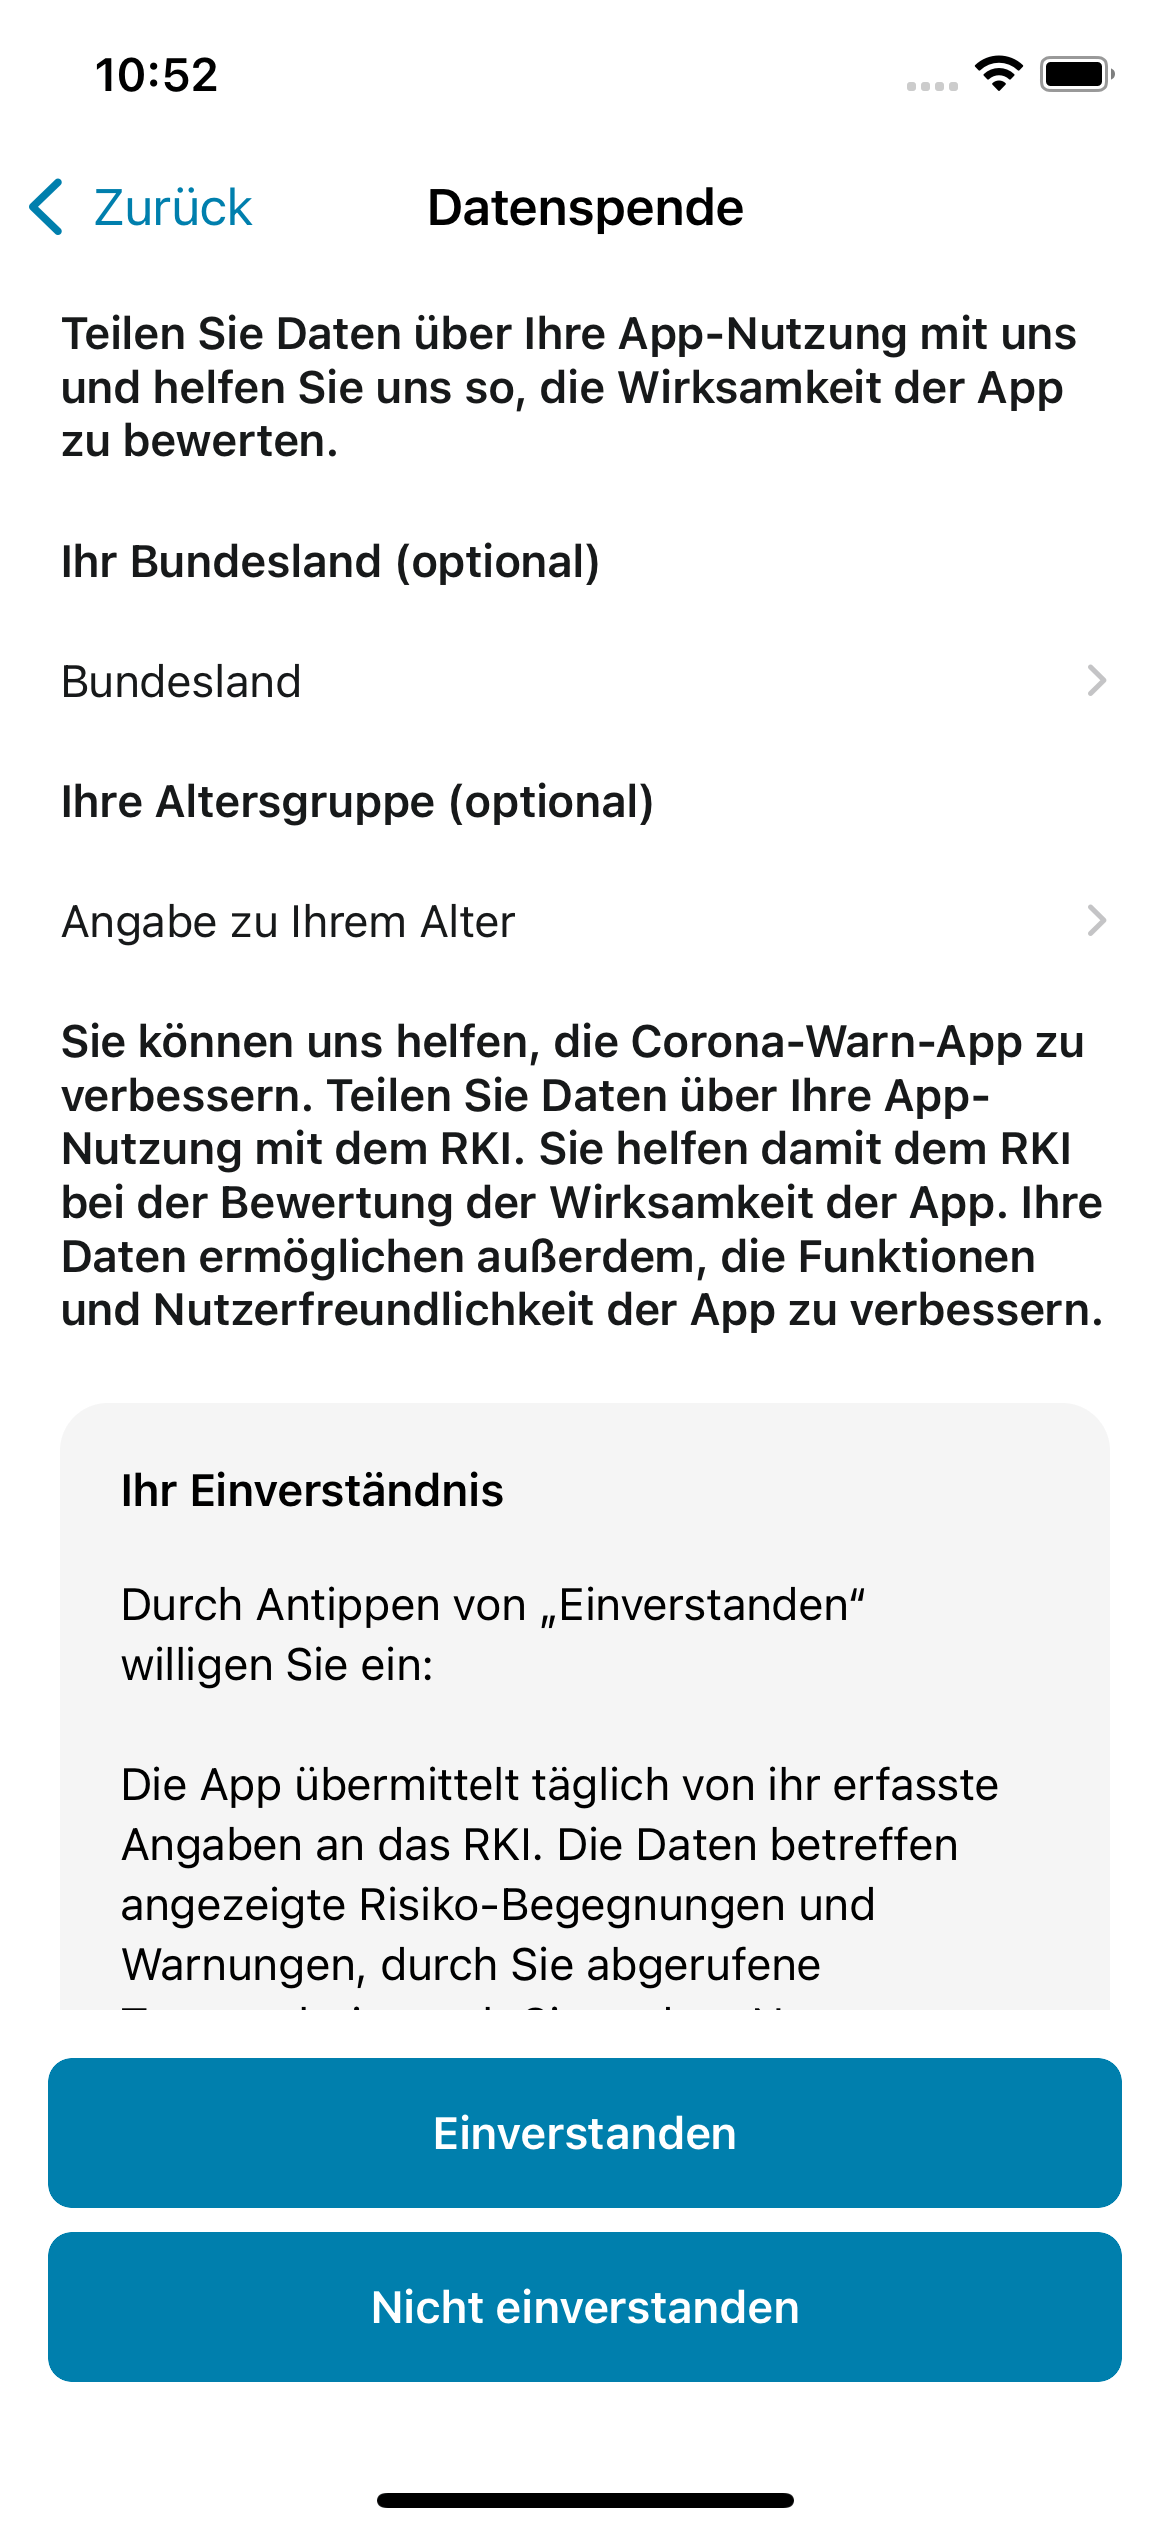 10:52
Zurück
Datenspende
Teilen Sie Daten über Ihre App-Nutzung mit uns
und helfen Sie uns so, die Wirksamkeit der App
zu bewerten.
Ihr Bundesland (optional)
Bundesland
Ihre Altersgruppe (optional)
Angabe zu Ihrem Alter
Sie können uns helfen, die Corona-Warn-App zu
verbessern. Teilen Sie Daten über Ihre App-
Nutzung mit dem RKI. Sie helfen damit dem RKI
bei der Bewertung der Wirksamkeit der App. Ihre
Daten ermöglichen außerdem, die Funktionen
und Nutzerfreundlichkeit der App zu verbessern.
Ihr Einverständnis
Durch Antippen von „Einverstanden“
willigen Sie ein:
Die App übermittelt täglich von ihr erfasste
Angaben an das RKI. Die Daten betreffen
angezeigte Risiko-Begegnungen und
Warnungen, durch Sie abgerufene
Einverstanden
Nicht einverstanden